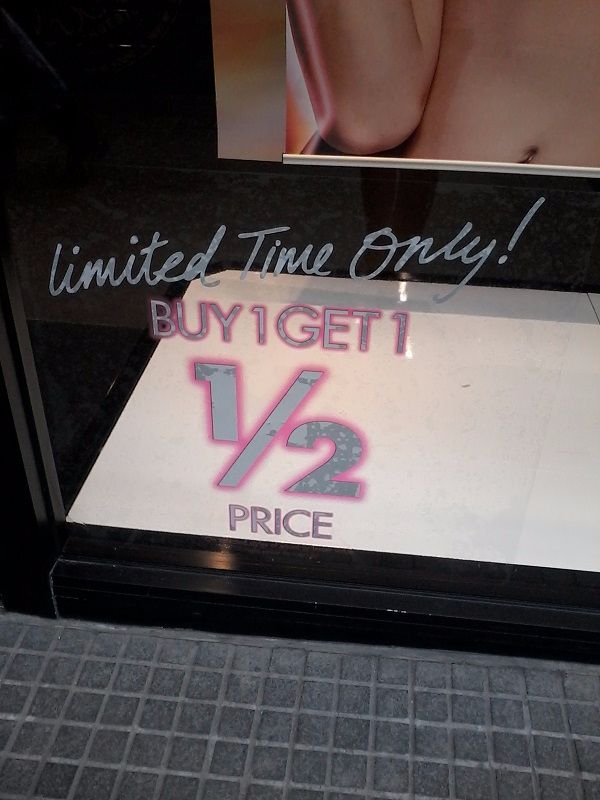 limited Time Only!
BUY 1 GET 1
1/2
PRICE